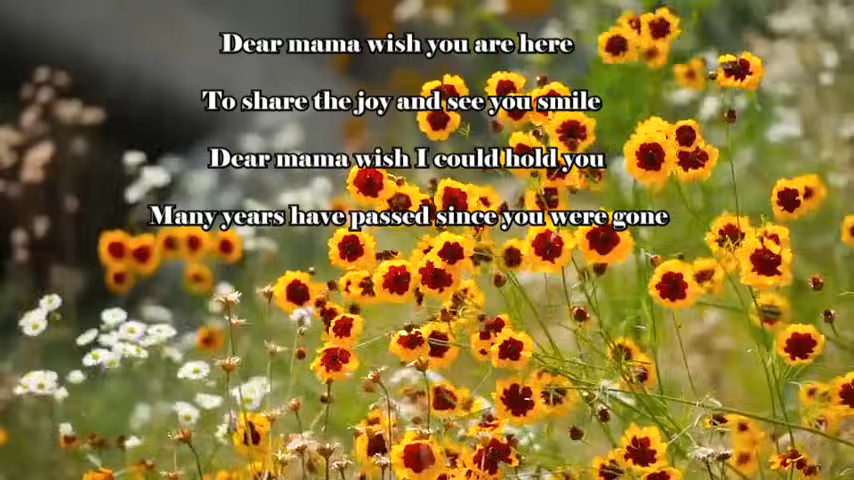 Dear mama wish you are here
To share the joy and see you smile
Dear mama wish I could hold you
Many years have passed since you were gone